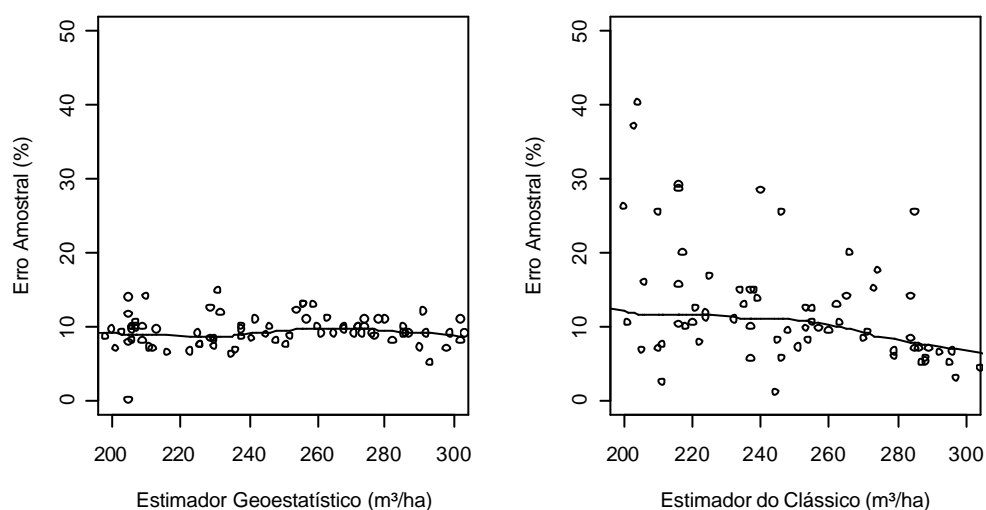 50
40
30
20
10
0
Erro Amostral (%)
200 220 240 260 280 300
Estimador Geoestatístico (m³/ha)
50
40
30
20
10
0
Erro Amostral (%)
200 220 240 260 280 300
Estimador do Clássico (m³/ha)